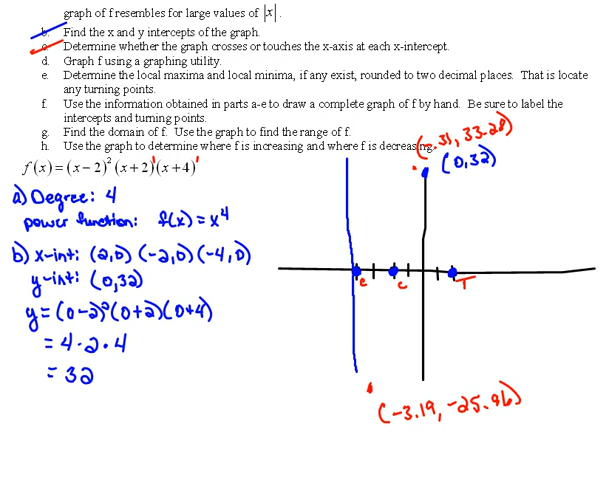 graph of f resembles for large values of |x|.
b. Find the x and y intercepts of the graph.
c. Determine whether the graph crosses or touches the x-axis at each x-intercept.
d. Graph f using a graphing utility.
e. Determine the local maxima and local minima, if any exist, rounded to two decimal places. That is locate
any turning points.
f. Use the information obtained in parts a-e to draw a complete graph of f by hand. Be sure to label the
intercepts and turning points.
g. Find the domain of f. Use the graph to find the range of f.
h. Use the graph to determine where f is increasing and where f is decreasing.
(-.31, 33.28)
f(x) = (x − 2)² (x + 2)¹(x + 4)¹
(0,32)
a) Degree: 4
power function: f(x) = x⁴
b) x-int: (2,0) (-2,0) (-4,0)
y-int: (0,32)
c c T
y = (0-2)²(0+2)(0+4)
= 4·2·4
= 32
(-3.19, -25.96)